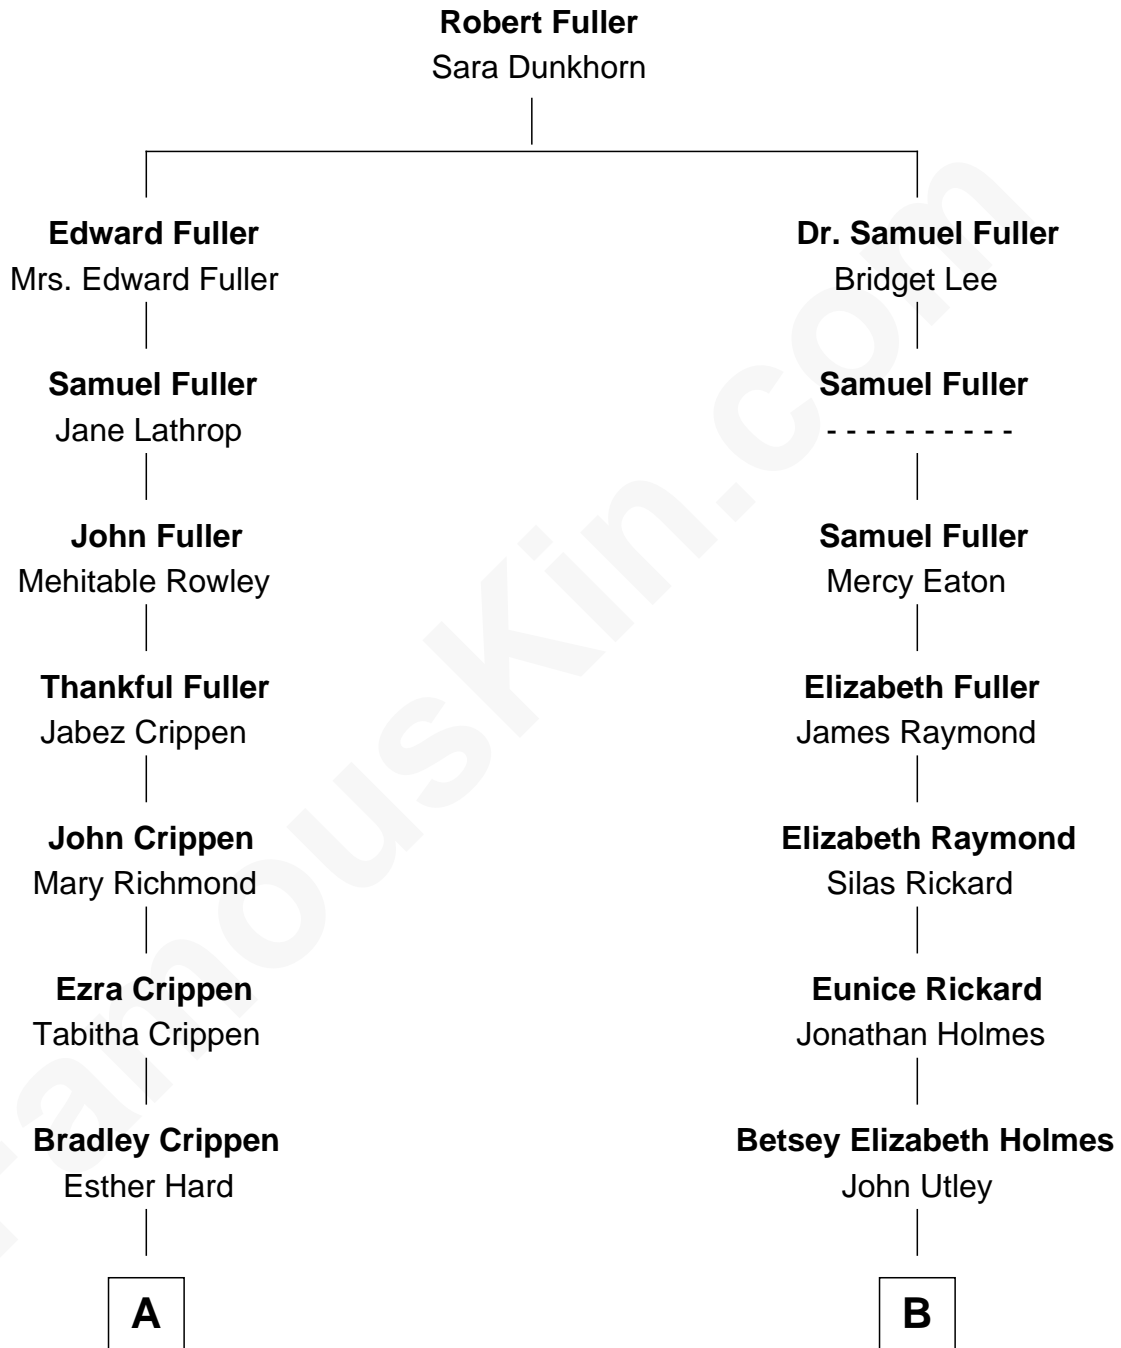 Robert Fuller
Sara Dunkhorn
Edward Fuller
Mrs. Edward Fuller
Dr. Samuel Fuller
Bridget Lee
Samuel Fuller
Jane Lathrop
Samuel Fuller
- - - - - - - - - -
John Fuller
Mehitable Rowley
Samuel Fuller
Mercy Eaton
Thankful Fuller
Jabez Crippen
Elizabeth Fuller
James Raymond
John Crippen
Mary Richmond
Elizabeth Raymond
Silas Rickard
Ezra Crippen
Tabitha Crippen
Eunice Rickard
Jonathan Holmes
Bradley Crippen
Esther Hard
Betsey Elizabeth Holmes
John Utley
A
B
FamousKin.com